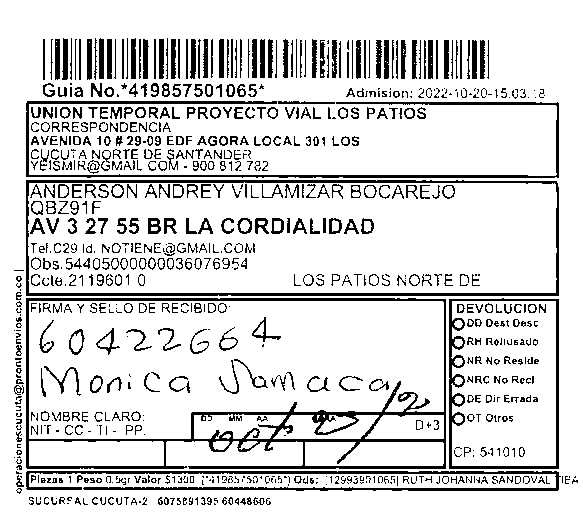 Guia No.*419857501065*
Admision: 2022-10-20-15.03.18
UNION TEMPORAL PROYECTO VIAL LOS PATIOS
CORRESPONDENCIA
AVENIDA 10 # 29-09 EDF AGORA LOCAL 301 LOS
CUCUTA NORTE DE SANTANDER
YEISMIR@GMAIL COM - 900 812 782
ANDERSON ANDREY VILLAMIZAR BOCAREJO
QBZ91F
AV 3 27 55 BR LA CORDIALIDAD
Tef.C29 Id. NOTIENE@GMAIL.COM
Obs.54405000000036076954
Ccte.2119601 0 LOS PATIOS NORTE DE
operacionescucuta@prontoenvios.com.co
FIRMA Y SELLO DE RECIBIDO:
60422664
Monica Jamaca
NOMBRE CLARO:
NIT - CC - TI - PP.
DD MM AA
oct
D+3
DEVOLUCION
DD Dest Desc
RH Rehusado
NR No Reside
NRC No Recl
DE Dir Errada
OT Otros
CP: 541010
Piezas 1 Peso 0.5gr Valor $1300 (*419857501065*) Ods: [12993951065] RUTH JOHANNA SANDOVAL TIEA
SUCURSAL CUCUTA-2 6075891395 60448606